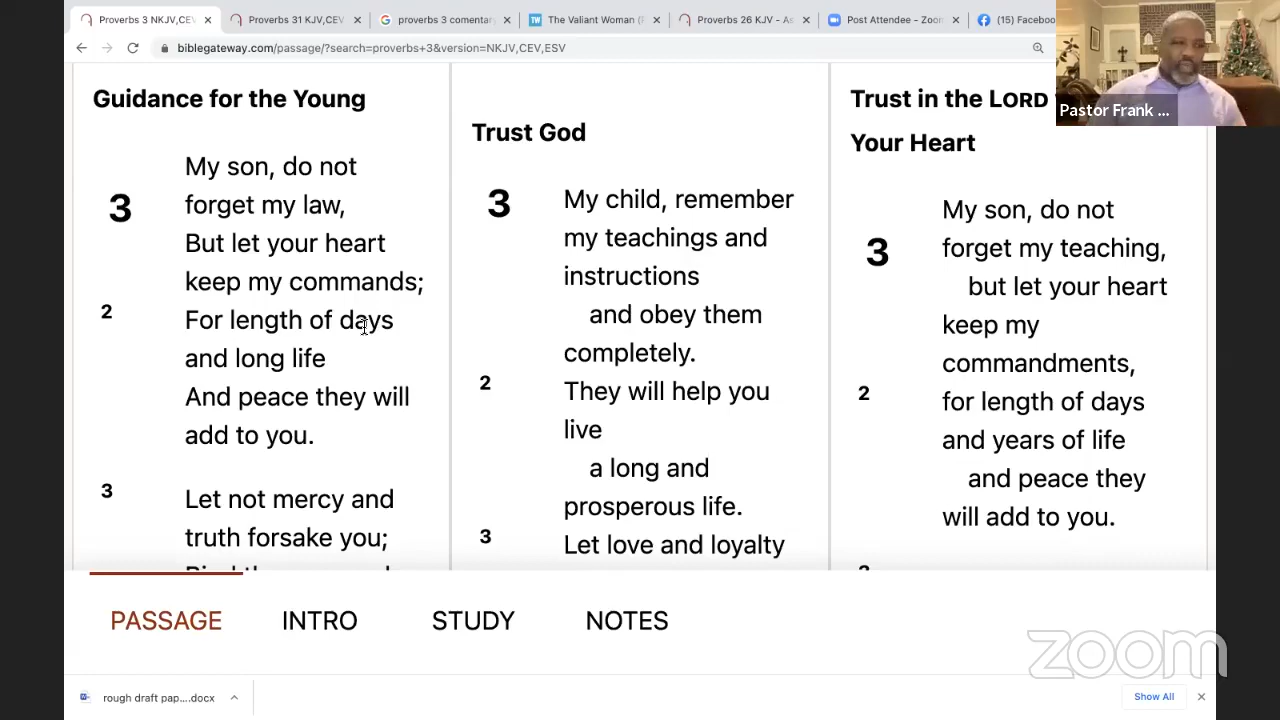 Proverbs 3 NKJV,CEV
Proverbs 31 KJV,CEV
proverbs 3 comentary
The Valiant Woman (
Proverbs 26 KJV - As
Post Attendee - Zoom
(15) Facebo
biblegateway.com/passage/?search=proverbs+3&version=NKJV,CEV,ESV
Pastor Frank ...
Guidance for the Young
3
My son, do not
forget my law,
But let your heart
keep my commands;
2
For length of days
and long life
And peace they will
add to you.
3
Let not mercy and
truth forsake you;
Trust God
3
My child, remember
my teachings and
instructions
and obey them
completely.
2
They will help you
live
a long and
prosperous life.
3
Let love and loyalty
Trust in the LORD
Your Heart
3
My son, do not
forget my teaching,
but let your heart
keep my
commandments,
2
for length of days
and years of life
and peace they
will add to you.
PASSAGE
INTRO
STUDY
NOTES
zoom
rough draft pap....docx
Show All